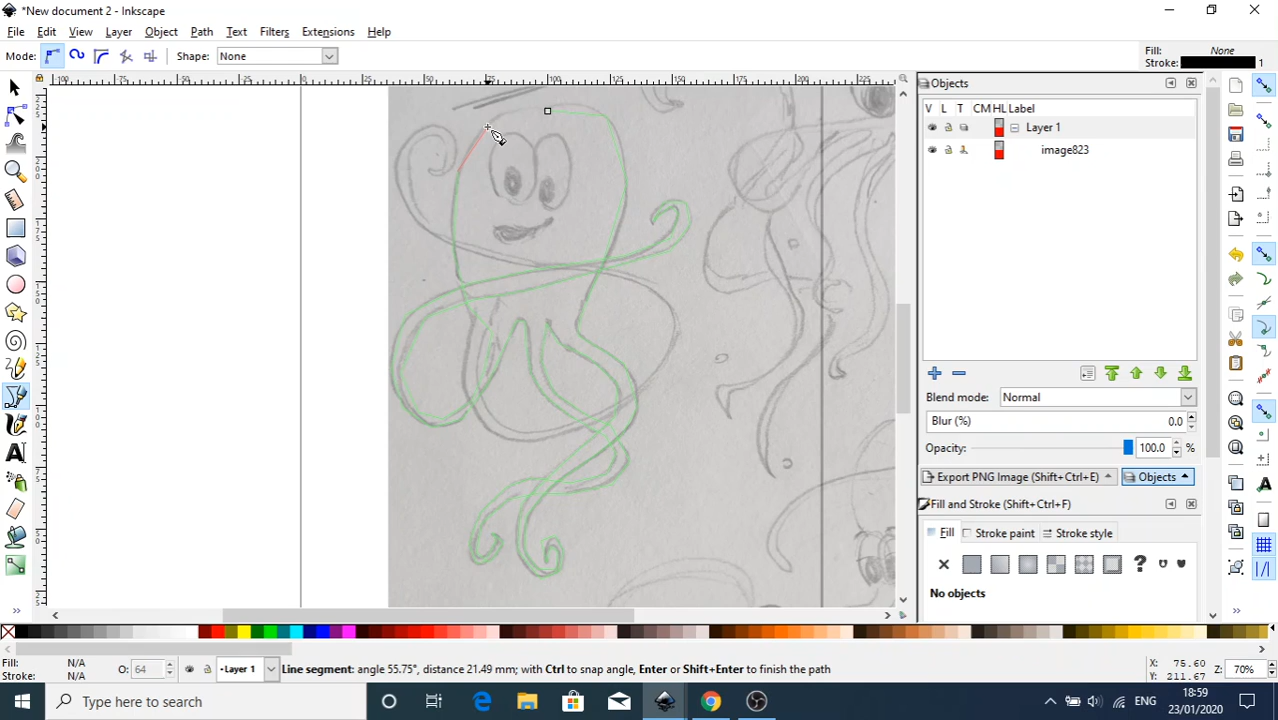 *New document 2 - Inkscape
File Edit View Layer Object Path Text Filters Extensions Help
Mode: Shape: None
Fill: None
Stroke: 1
Objects
V L T CM HL Label
Layer 1
image823
Blend mode: Normal
Blur (%) 0.0
Opacity: 100.0 %
Export PNG Image (Shift+Ctrl+E) Objects
Fill and Stroke (Shift+Ctrl+F)
Fill Stroke paint Stroke style
No objects
Fill: N/A O: 64 Layer 1 Line segment: angle 55.75°, distance 21.49 mm; with Ctrl to snap angle, Enter or Shift+Enter to finish the path X: 75.60 Z: 70%
Stroke: N/A Y: 211.67
Type here to search
ENG
18:59
23/01/2020